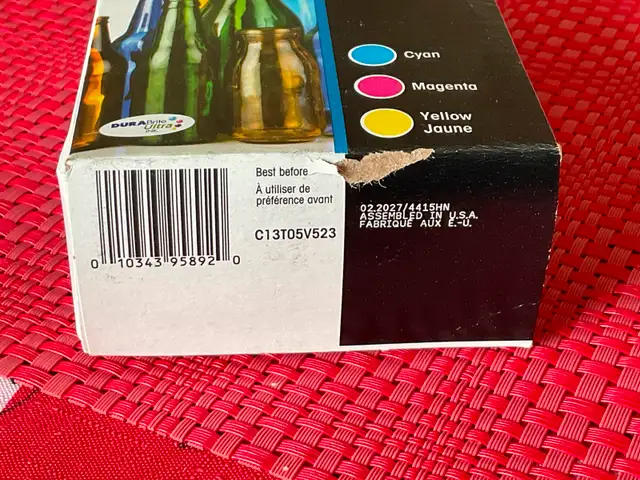 Cyan
Magenta
Yellow
Jaune
DURABrite
Ultra
INK
Best before
À utiliser de
préférence avant
C13T05V523
0 10343 95892 0
02.2027/4415HN
ASSEMBLED IN U.S.A.
FABRIQUÉ AUX É.-U.